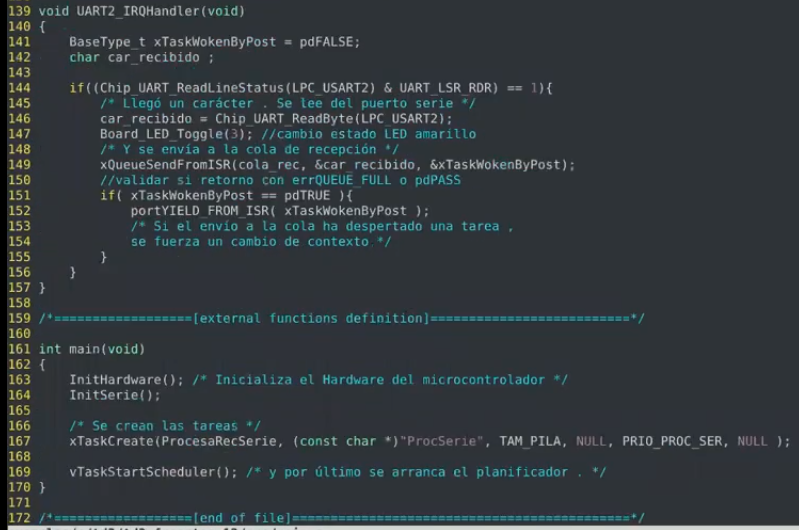 139 void UART2_IRQHandler(void)
140 {
141     BaseType_t xTaskWokenByPost = pdFALSE;
142     char car_recibido ;
143
144     if((Chip_UART_ReadLineStatus(LPC_USART2) & UART_LSR_RDR) == 1){
145         /* Llegó un carácter . Se lee del puerto serie */
146         car_recibido = Chip_UART_ReadByte(LPC_USART2);
147         Board_LED_Toggle(3); //cambio estado LED amarillo
148         /* Y se envía a la cola de recepción */
149         xQueueSendFromISR(cola_rec, &car_recibido, &xTaskWokenByPost);
150         //validar si retorno con errQUEUE_FULL o pdPASS
151         if( xTaskWokenByPost == pdTRUE ){
152             portYIELD_FROM_ISR( xTaskWokenByPost );
153             /* Si el envío a la cola ha despertado una tarea ,
154             se fuerza un cambio de contexto */
155         }
156     }
157 }
158
159 /*==================[external functions definition]==========================*/
160
161 int main(void)
162 {
163     InitHardware(); /* Inicializa el Hardware del microcontrolador */
164     InitSerie();
165
166     /* Se crean las tareas */
167     xTaskCreate(ProcesaRecSerie, (const char *)"ProcSerie", TAM_PILA, NULL, PRIO_PROC_SER, NULL );
168
169     vTaskStartScheduler(); /* y por último se arranca el planificador . */
170 }
171
172 /*==================[end of file]============================================*/